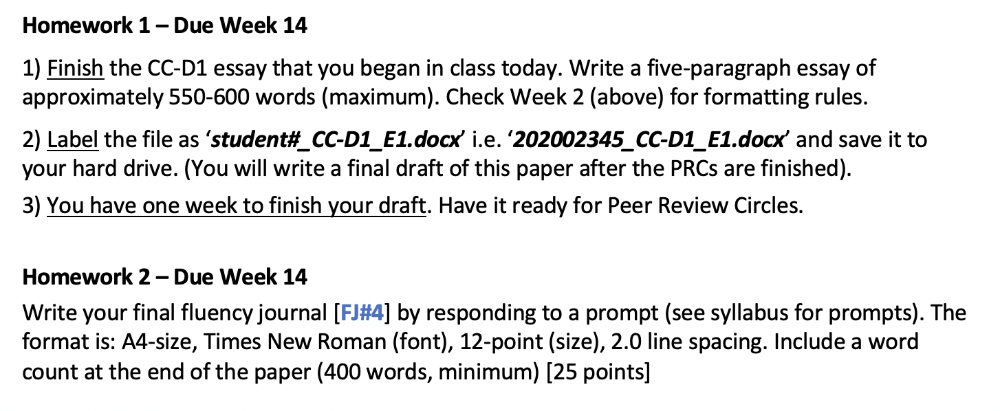 Homework 1 – Due Week 14
1) Finish the CC-D1 essay that you began in class today. Write a five-paragraph essay of
approximately 550-600 words (maximum). Check Week 2 (above) for formatting rules.
2) Label the file as ‘student#_CC-D1_E1.docx’ i.e. ‘202002345_CC-D1_E1.docx’ and save it to
your hard drive. (You will write a final draft of this paper after the PRCs are finished).
3) You have one week to finish your draft. Have it ready for Peer Review Circles.
Homework 2 – Due Week 14
Write your final fluency journal [FJ#4] by responding to a prompt (see syllabus for prompts). The
format is: A4-size, Times New Roman (font), 12-point (size), 2.0 line spacing. Include a word
count at the end of the paper (400 words, minimum) [25 points]